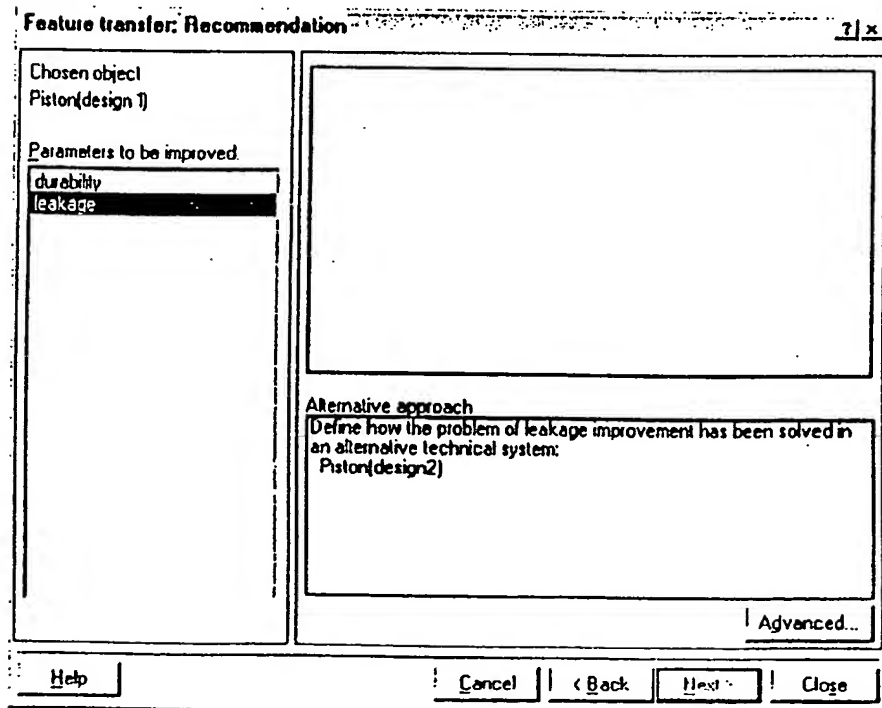 Feature transfer: Recommendation
? x
Chosen object
Piston(design 1)
Parameters to be improved.
durability
leakage
Alternative approach
Define how the problem of leakage improvement has been solved in
an alternative technical system:
Piston(design2)
Advanced...
Help
Cancel
< Back
Next >
Close